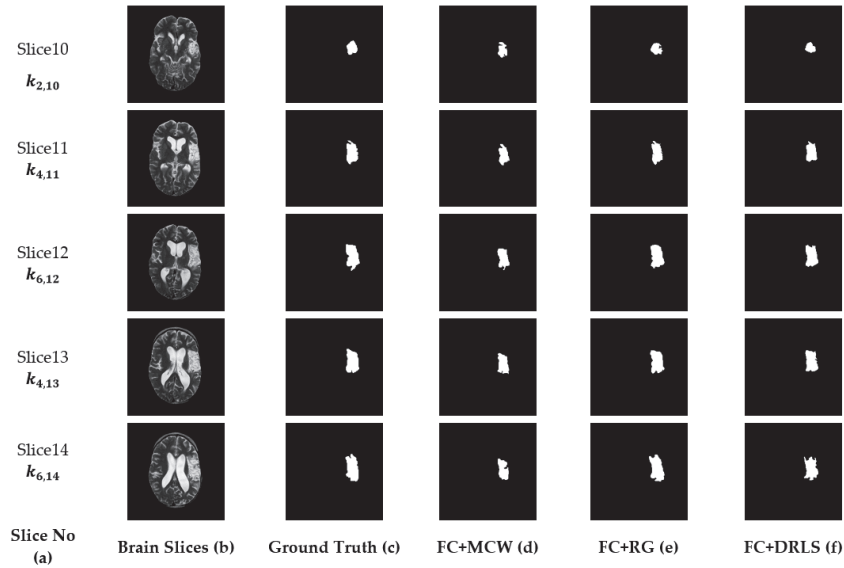 Slice10
k2,10
Slice11
k4,11
Slice12
k6,12
Slice13
k4,13
Slice14
k6,14
Slice No
(a)
Brain Slices (b)
Ground Truth (c)
FC+MCW (d)
FC+RG (e)
FC+DRLS (f)